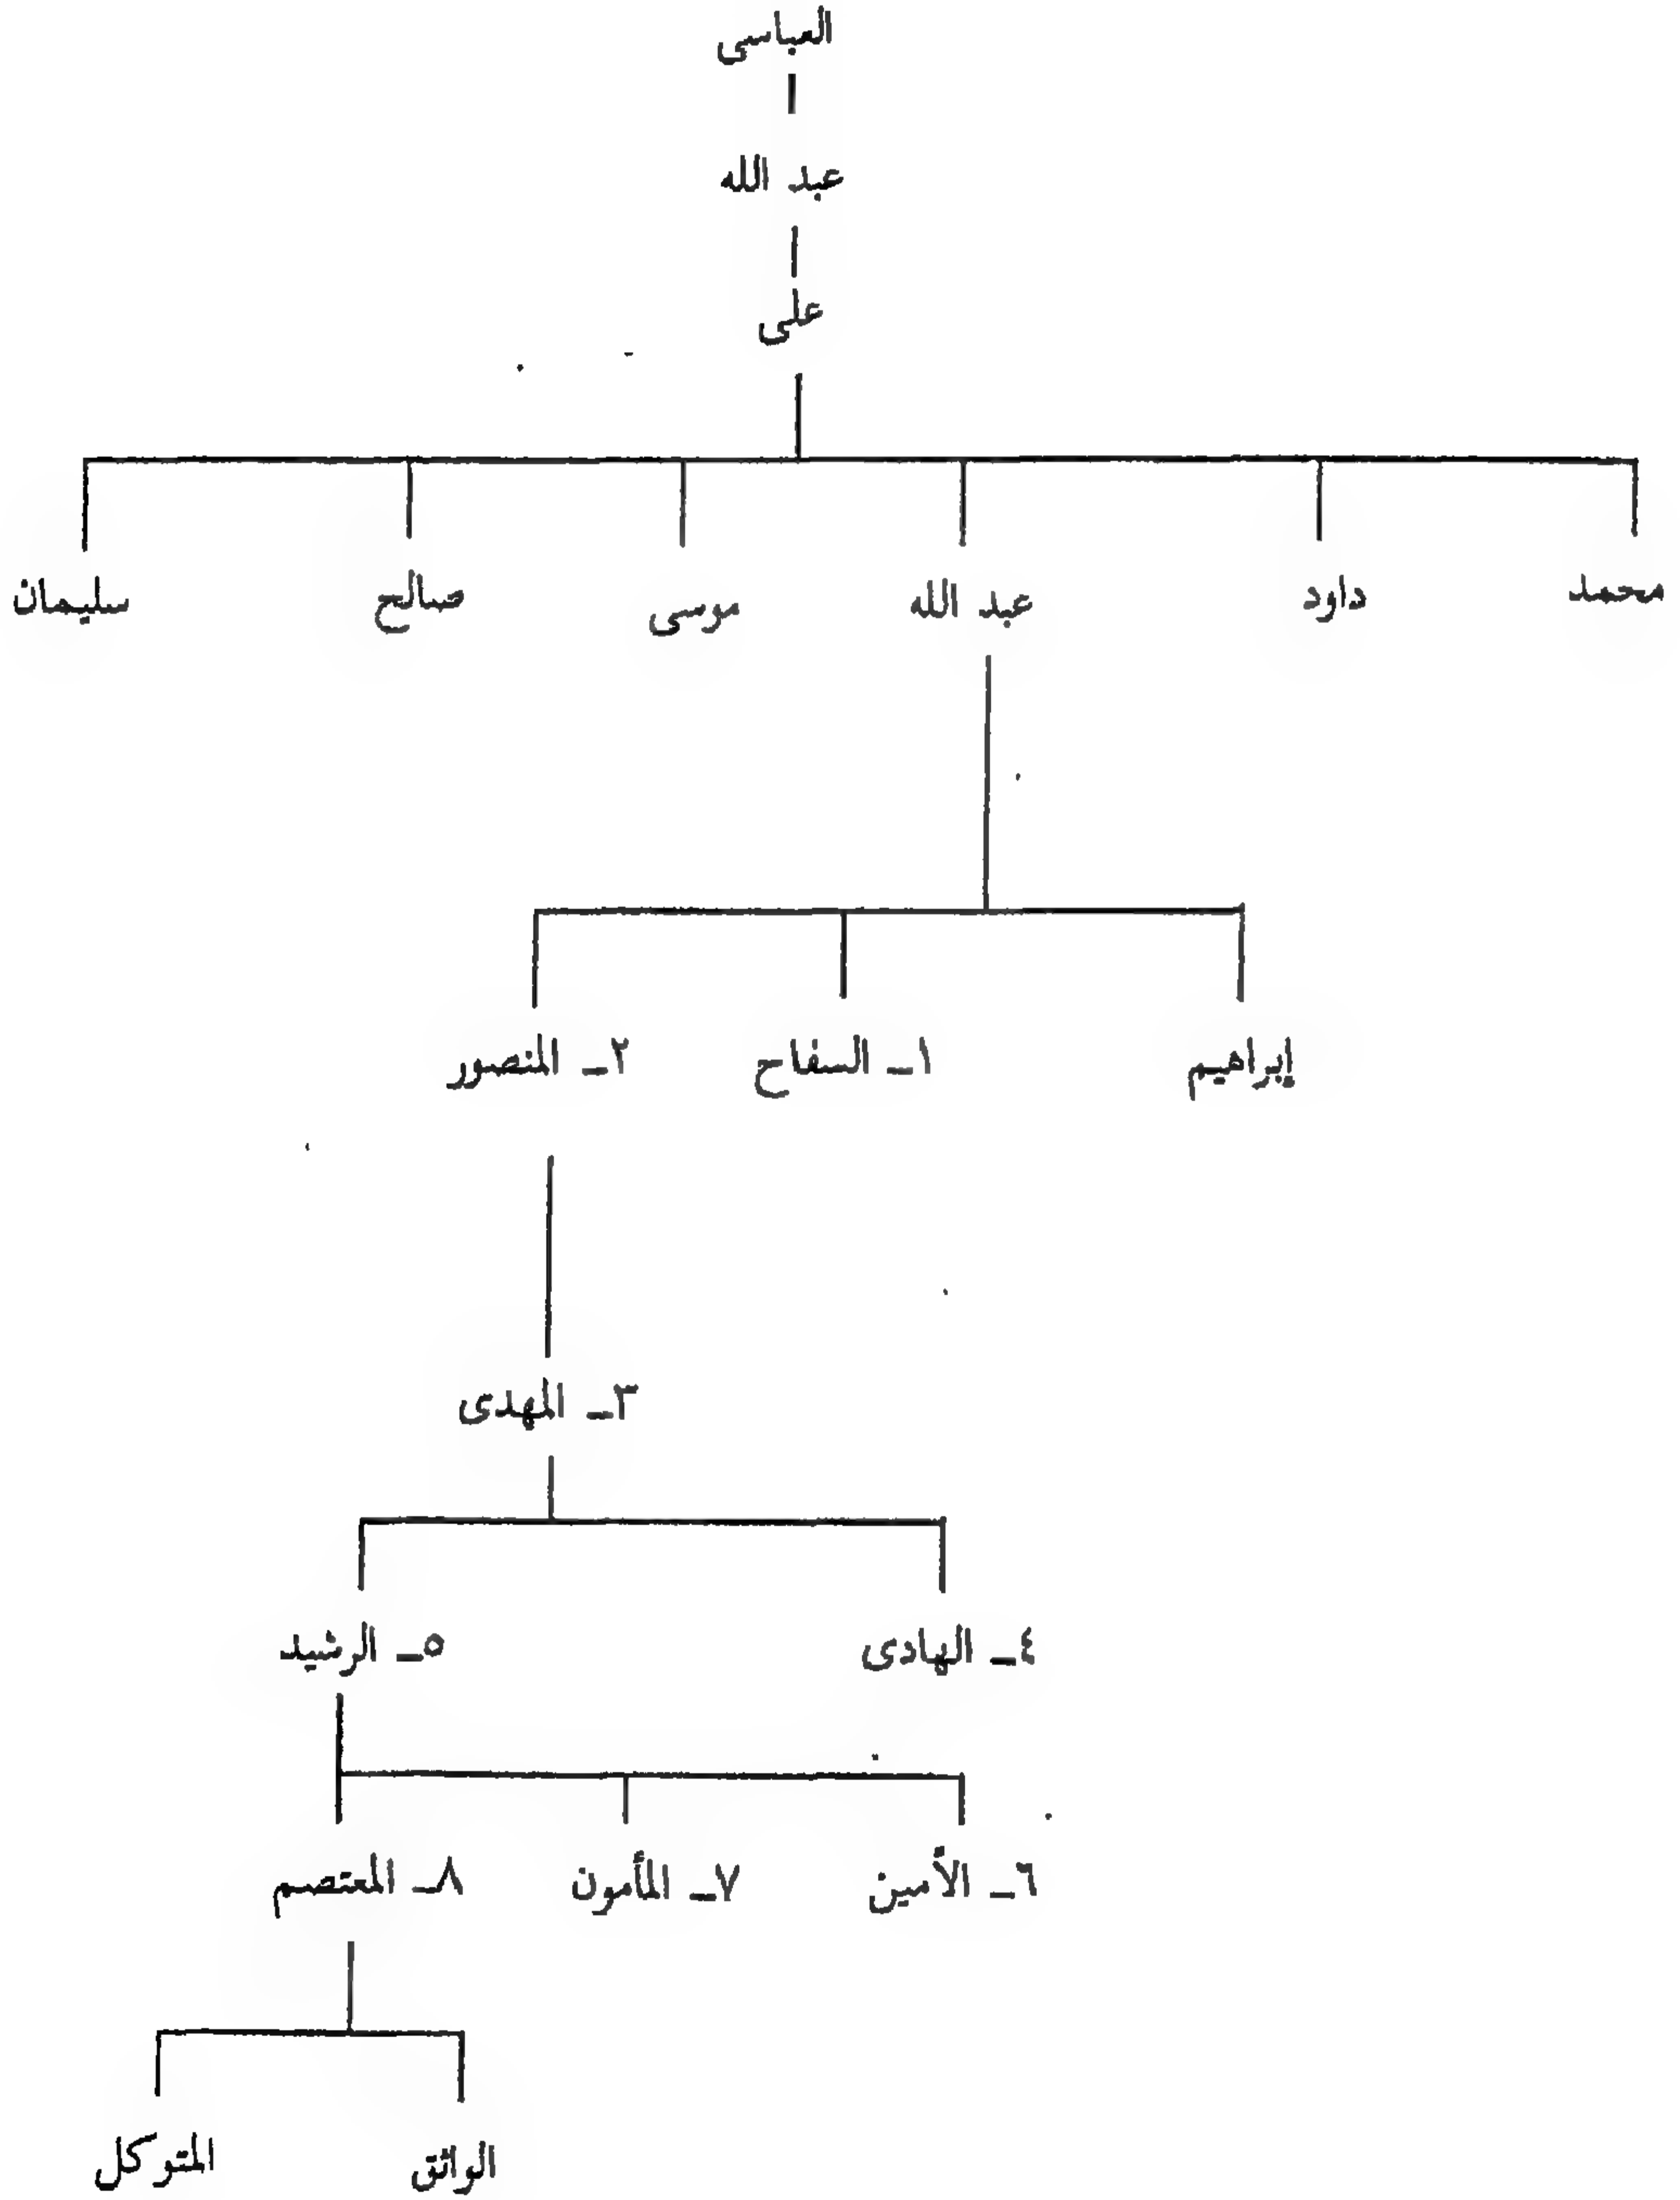 العباسى
عبد الله
على
محمد داود عبد الله موسى صالح سليمان
إبراهيم ١ـ السفاح ٢ـ المنصور
٣ـ المهدى
٤ـ الهادى ٥ـ الرشيد
٦ـ الأمين ٧ـ المأمون ٨ـ المعتصم
الواثق المتوكل